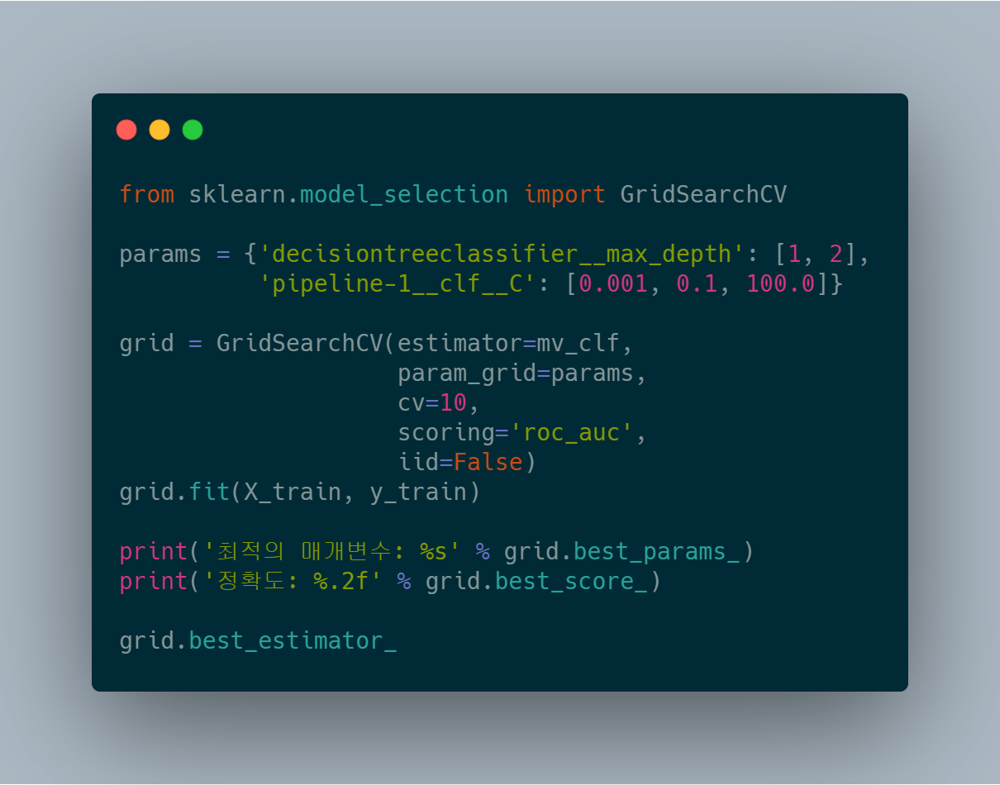 from sklearn.model_selection import GridSearchCV
params = {'decisiontreeclassifier__max_depth': [1, 2],
          'pipeline-1__clf__C': [0.001, 0.1, 100.0]}
grid = GridSearchCV(estimator=mv_clf,
                    param_grid=params,
                    cv=10,
                    scoring='roc_auc',
                    iid=False)
grid.fit(X_train, y_train)
print('최적의 매개변수: %s' % grid.best_params_)
print('정확도: %.2f' % grid.best_score_)
grid.best_estimator_